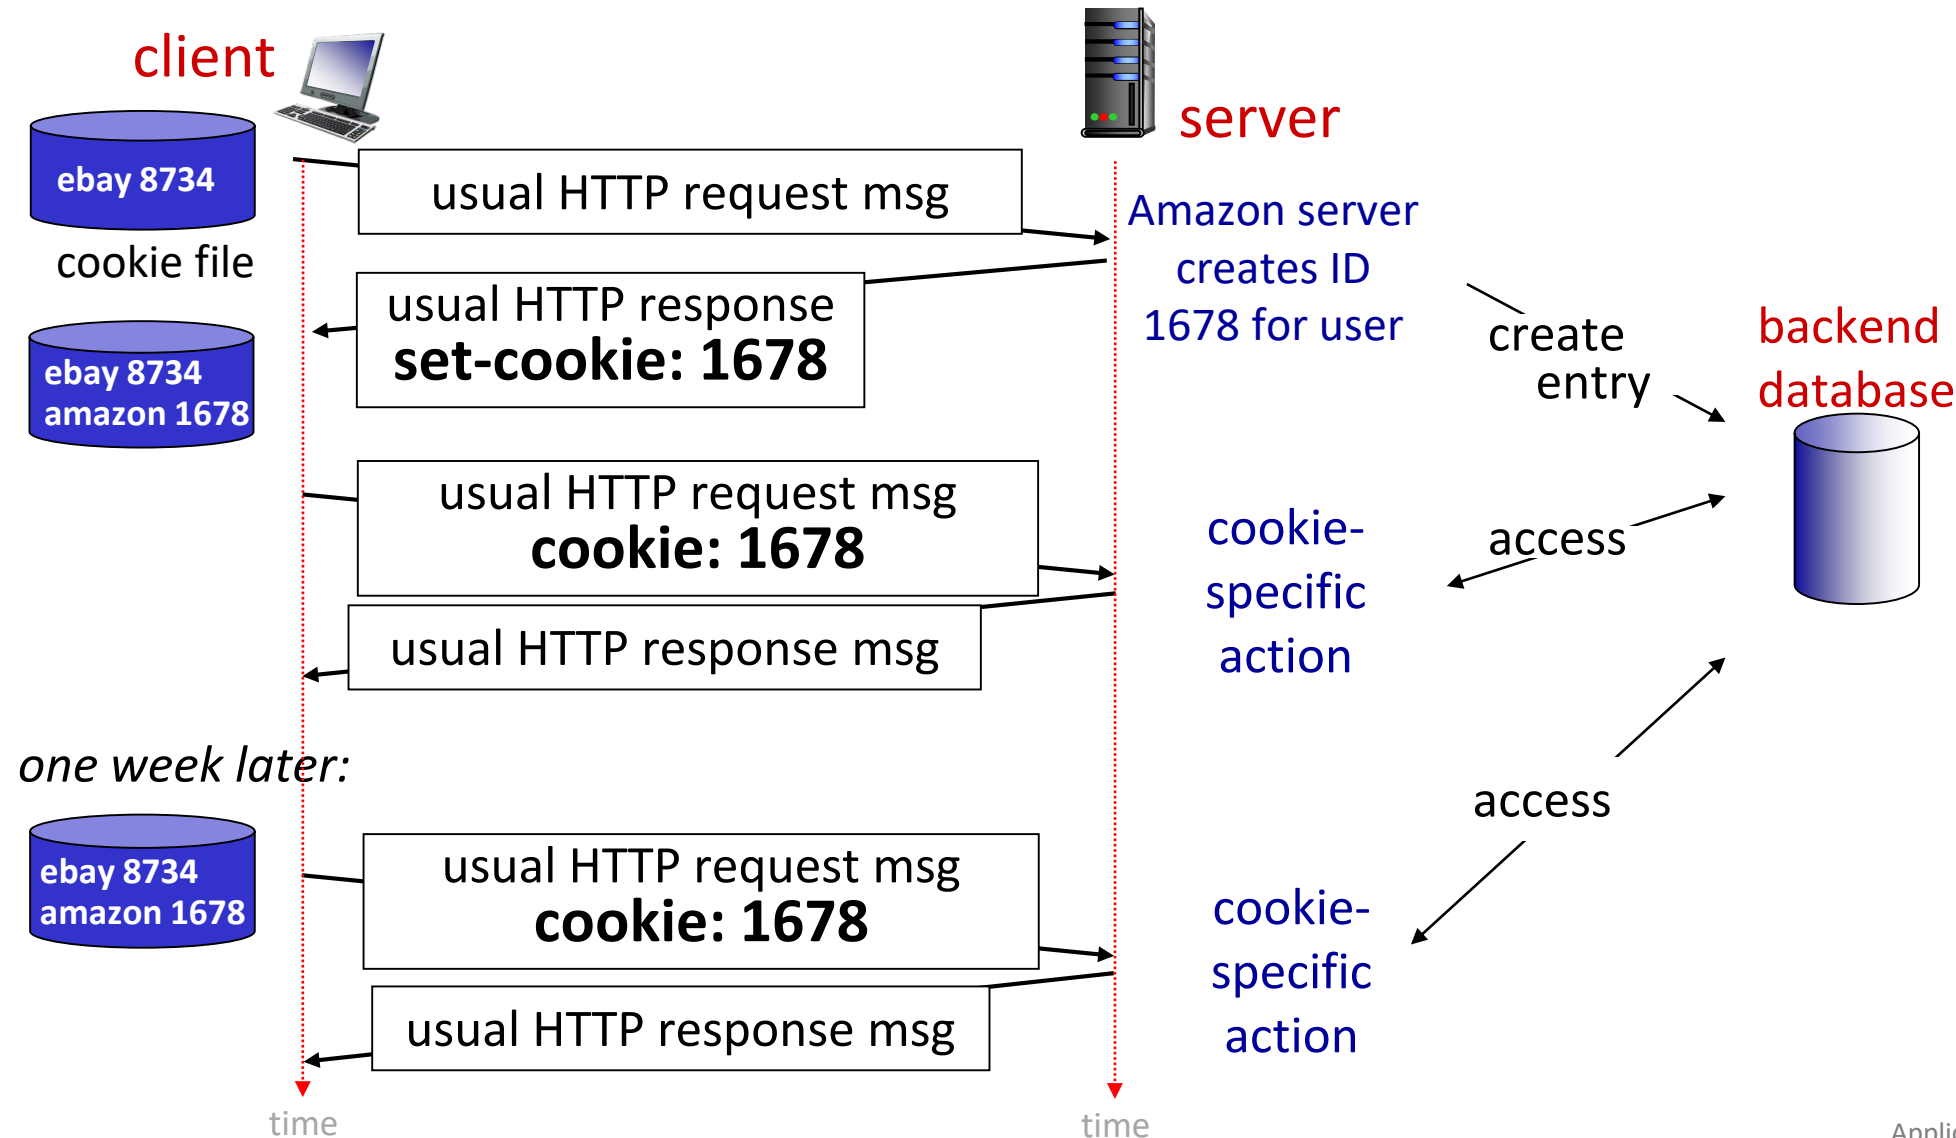 client
server
ebay 8734
cookie file
usual HTTP request msg
Amazon server
creates ID
1678 for user
usual HTTP response
set-cookie: 1678
create
entry
backend
database
ebay 8734
amazon 1678
usual HTTP request msg
cookie: 1678
cookie-
specific
action
access
usual HTTP response msg
one week later:
access
ebay 8734
amazon 1678
usual HTTP request msg
cookie: 1678
cookie-
specific
action
usual HTTP response msg
time
time